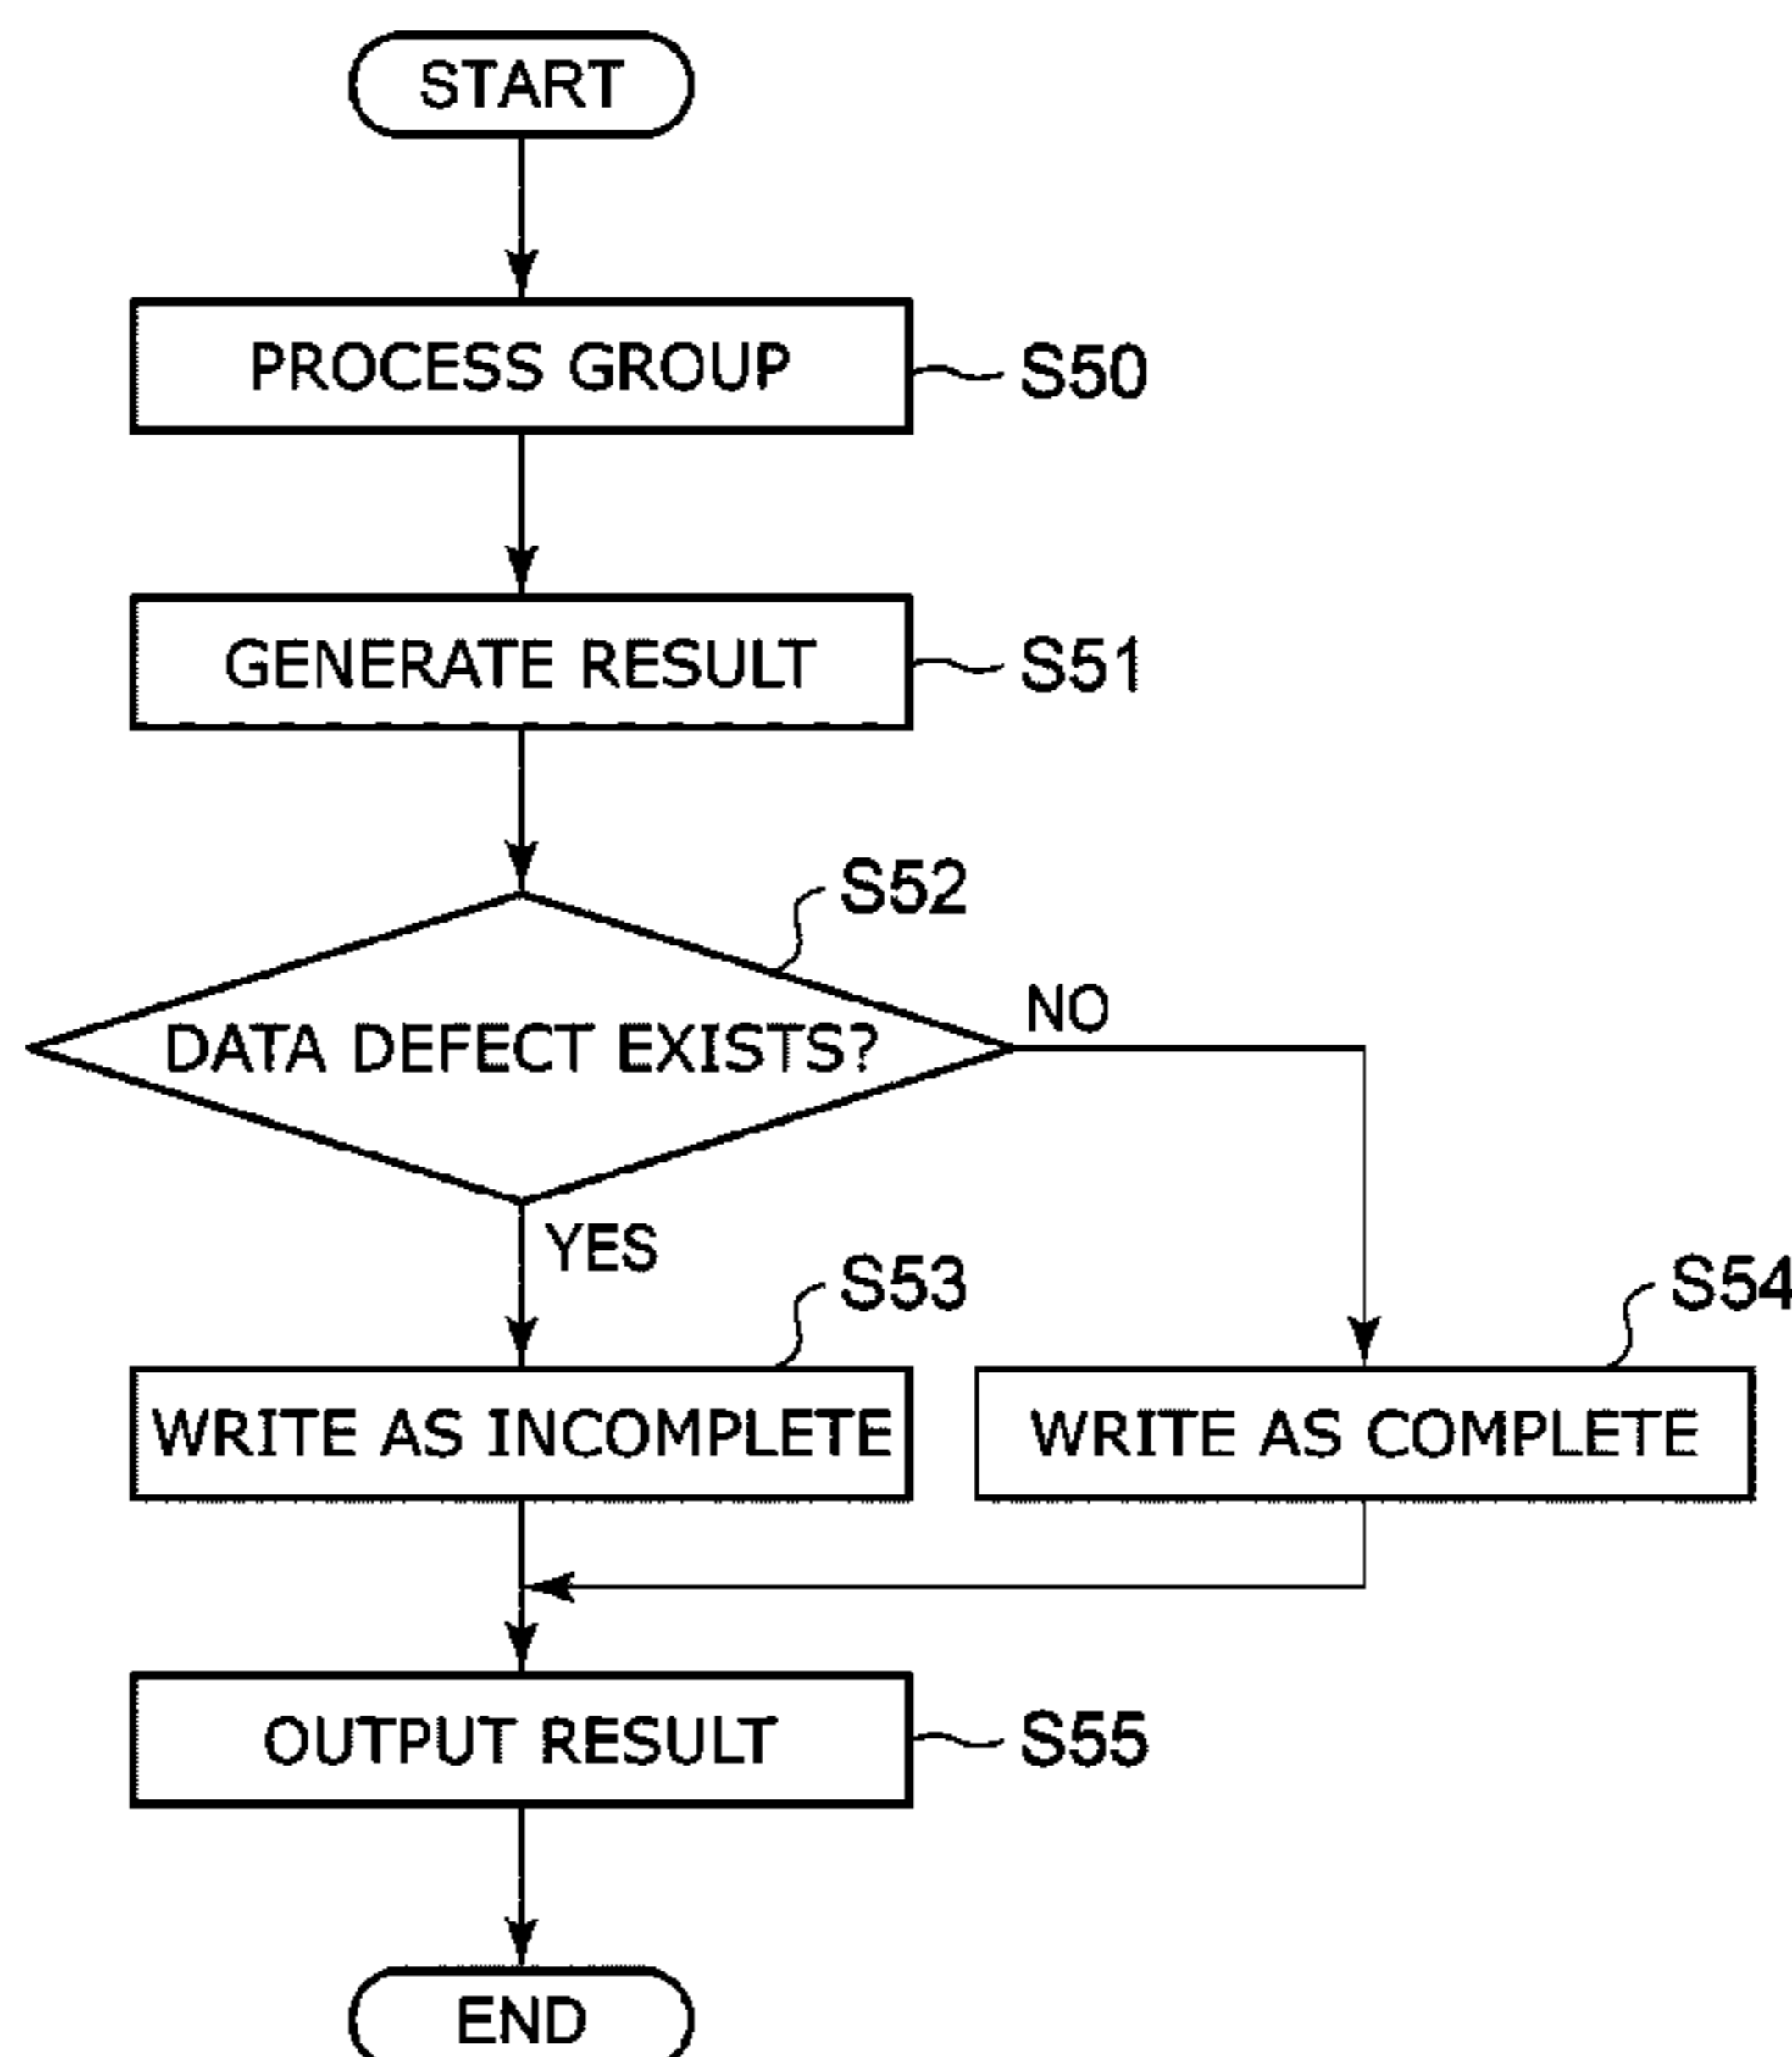 START
PROCESS GROUP
S50
GENERATE RESULT
S51
S52
DATA DEFECT EXISTS?
NO
YES
S53
S54
WRITE AS INCOMPLETE
WRITE AS COMPLETE
OUTPUT RESULT
S55
END